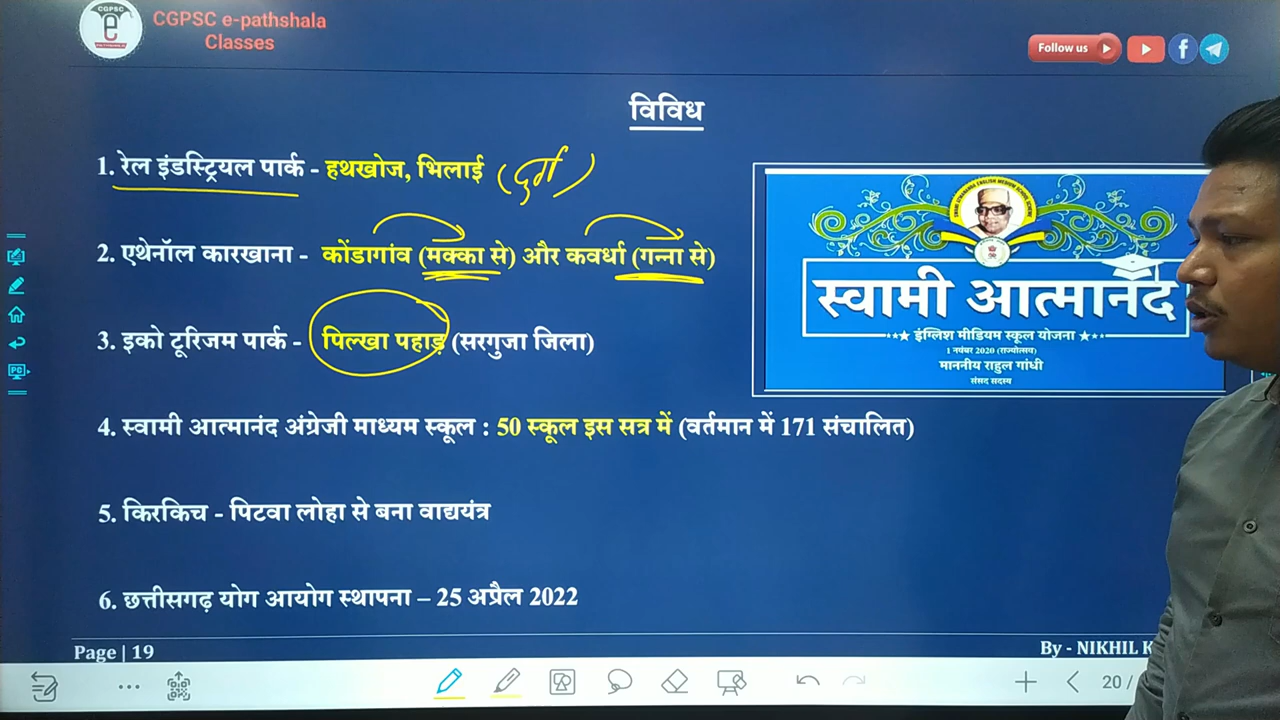 CGPSC
e
CGPSC e-pathshala
Classes
Follow us
विविध
1. रेल इंडस्ट्रियल पार्क - हथखोज, भिलाई (दुर्ग)
2. एथेनॉल कारखाना - कोंडागांव (मक्का से) और कवर्धा (गन्ना से)
3. इको टूरिजम पार्क - पिल्खा पहाड़ (सरगुजा जिला)
स्वामी आत्मानंद
इंग्लिश मीडियम स्कूल योजना
1 नवंबर 2020 (राज्योत्सव)
माननीय राहुल गांधी
संसद सदस्य
4. स्वामी आत्मानंद अंग्रेजी माध्यम स्कूल : 50 स्कूल इस सत्र में (वर्तमान में 171 संचालित)
5. किरकिच - पिटवा लोहा से बना वाद्ययंत्र
6. छत्तीसगढ़ योग आयोग स्थापना – 25 अप्रैल 2022
Page | 19
By - NIKHIL K
20 /